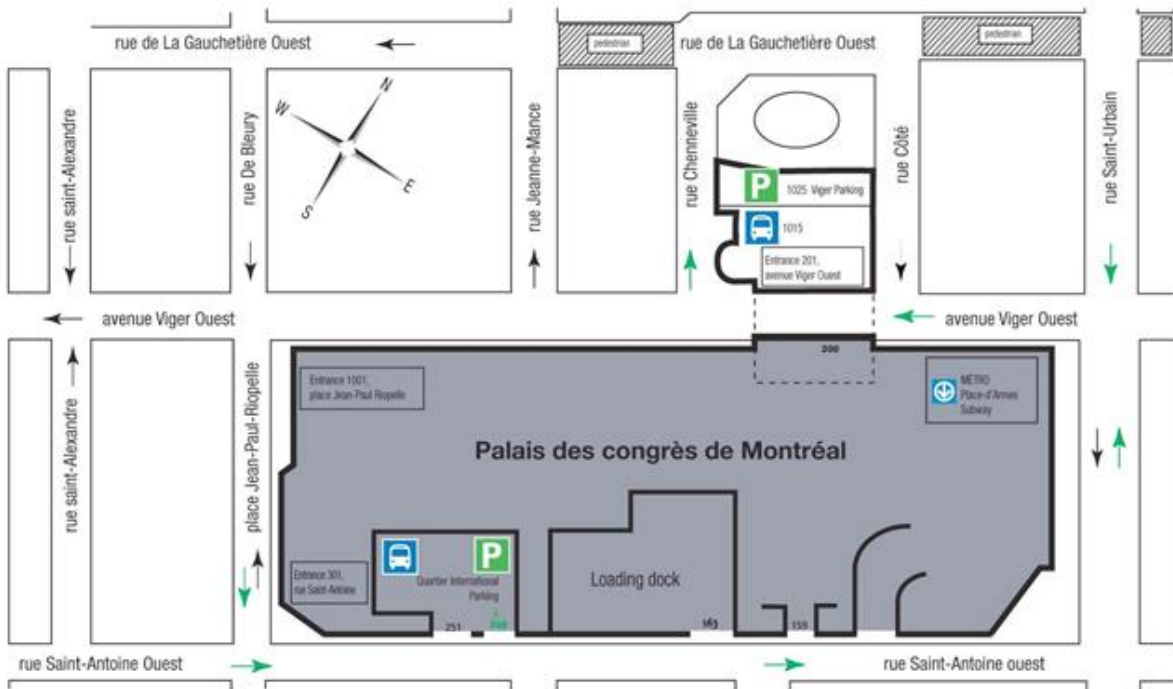 rue de La Gauchetière Ouest
pedestrian
rue de La Gauchetière Ouest
pedestrian
rue saint-Alexandre
rue De Bleury
N
W
E
S
rue Jeanne-Mance
rue Chenneville
P
1025 Viger Parking
1015
Entrance 201,
avenue Viger Ouest
rue Côté
rue Saint-Urbain
avenue Viger Ouest
avenue Viger Ouest
rue saint-Alexandre
place Jean-Paul-Riopelle
Entrance 1001,
place Jean-Paul Riopelle
200
MÉTRO
Place-d'Armes
Subway
Palais des congrès de Montréal
Entrance 301,
rue Saint-Antoine
P
Quartier International
Parking
Loading dock
251
163
159
rue Saint-Antoine Ouest
rue Saint-Antoine ouest